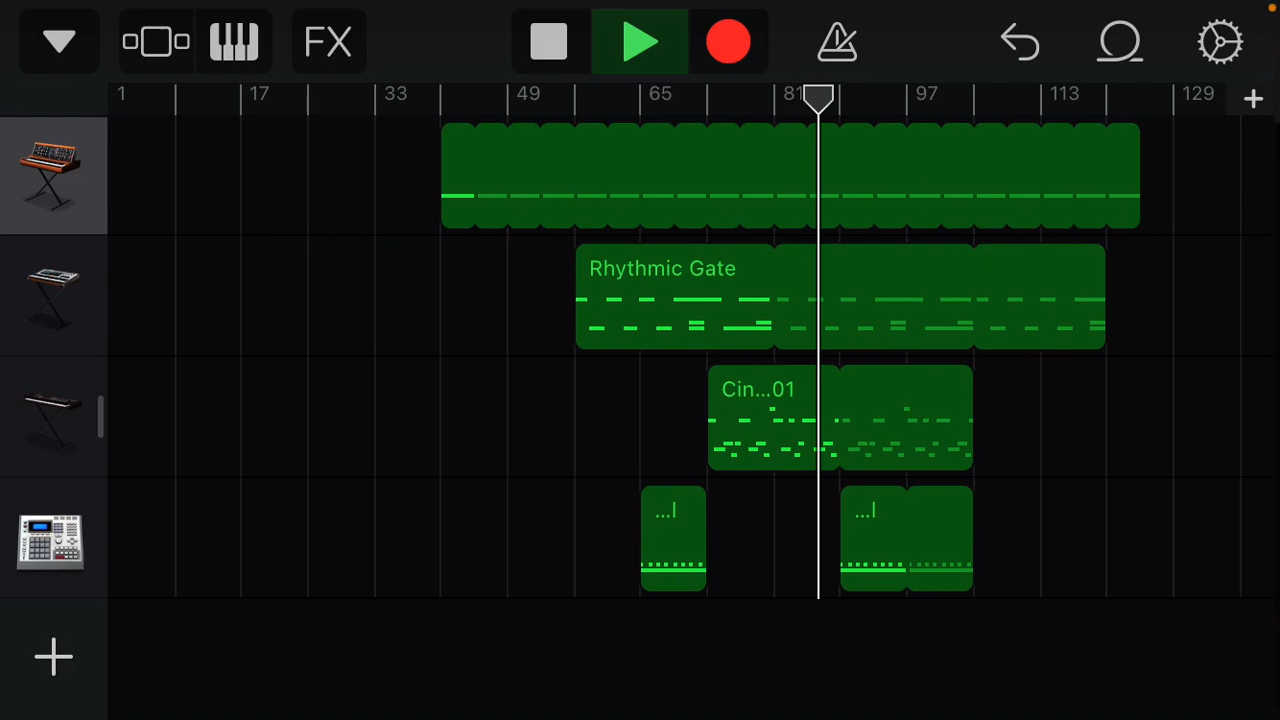 FX
1 17 33 49 65 81 97 113 129
Rhythmic Gate
Cin...01
...l
...l